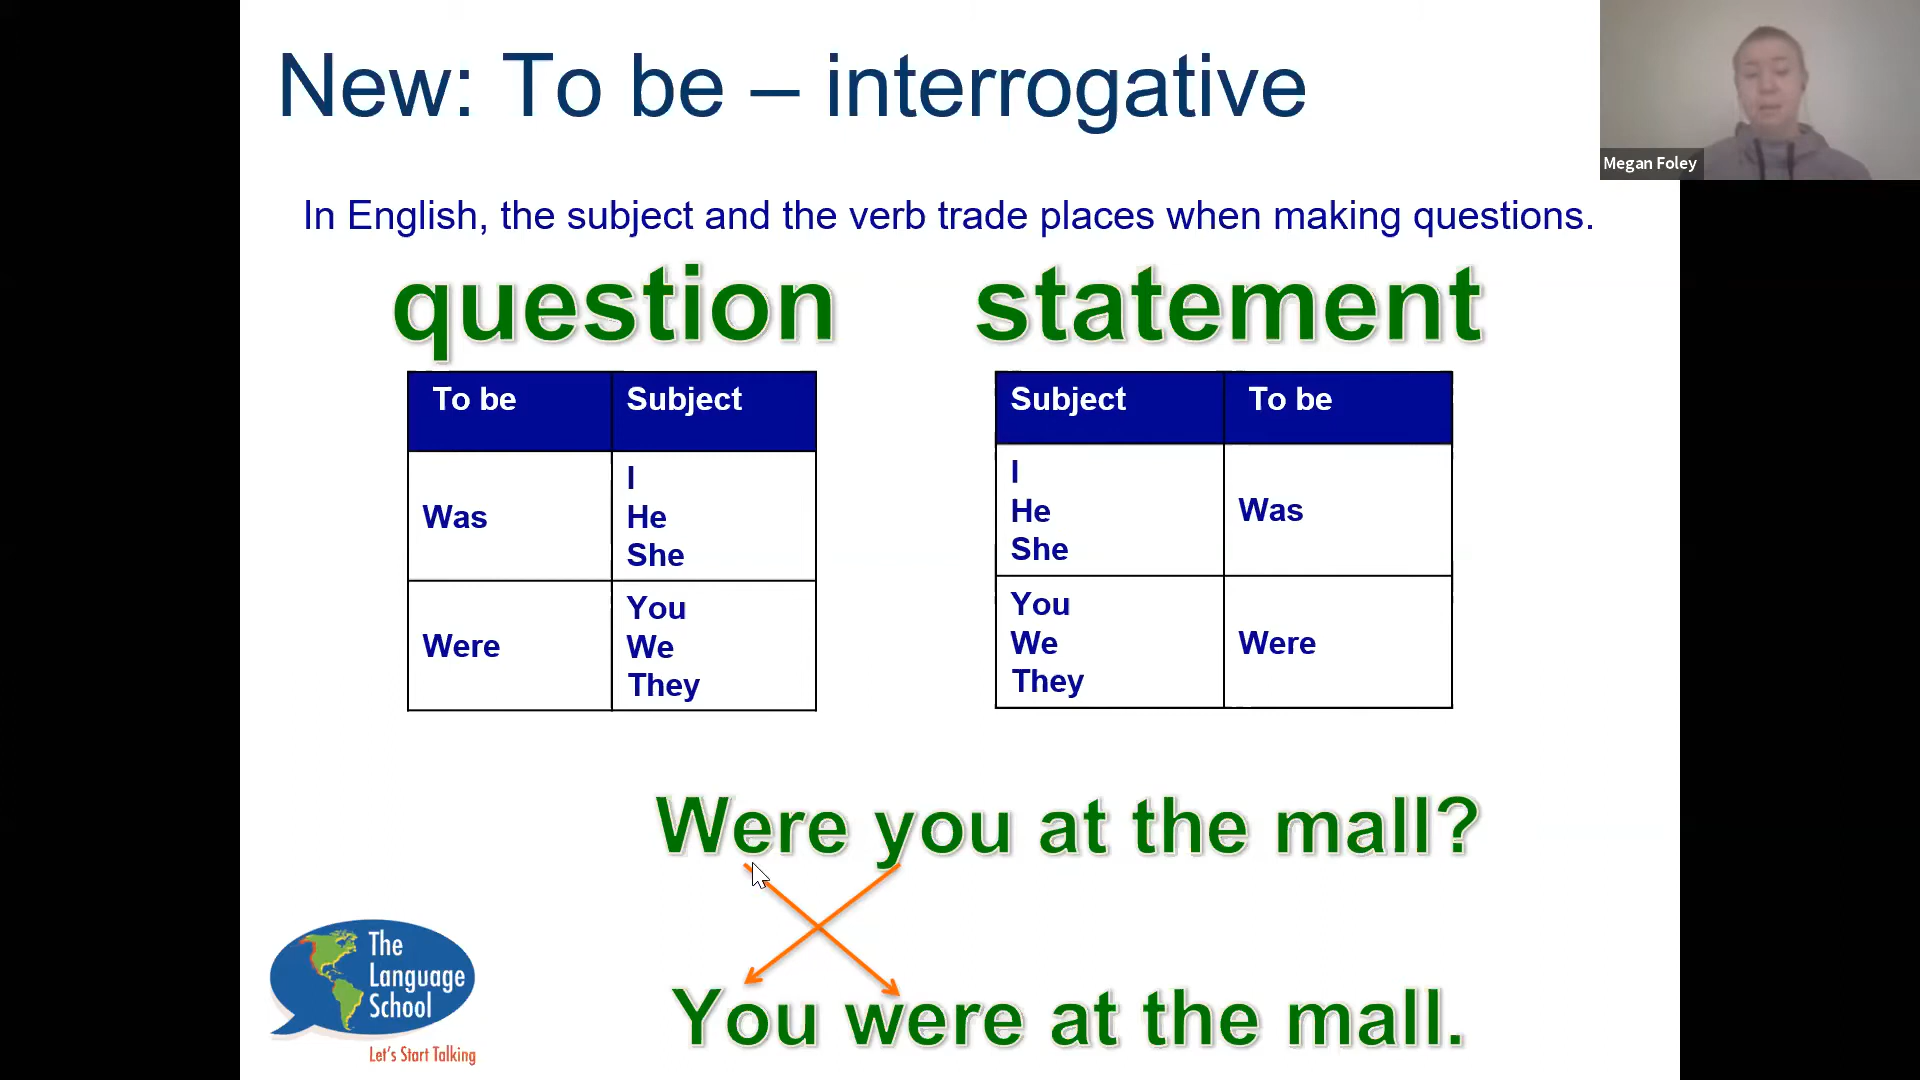 New: To be – interrogative
Megan Foley
In English, the subject and the verb trade places when making questions.
question
statement
To be Subject
Was
I
He
She
Were
You
We
They
Subject To be
I
He
She
Was
You
We
They
Were
Were you at the mall?
You were at the mall.
The
Language
School
Let's Start Talking